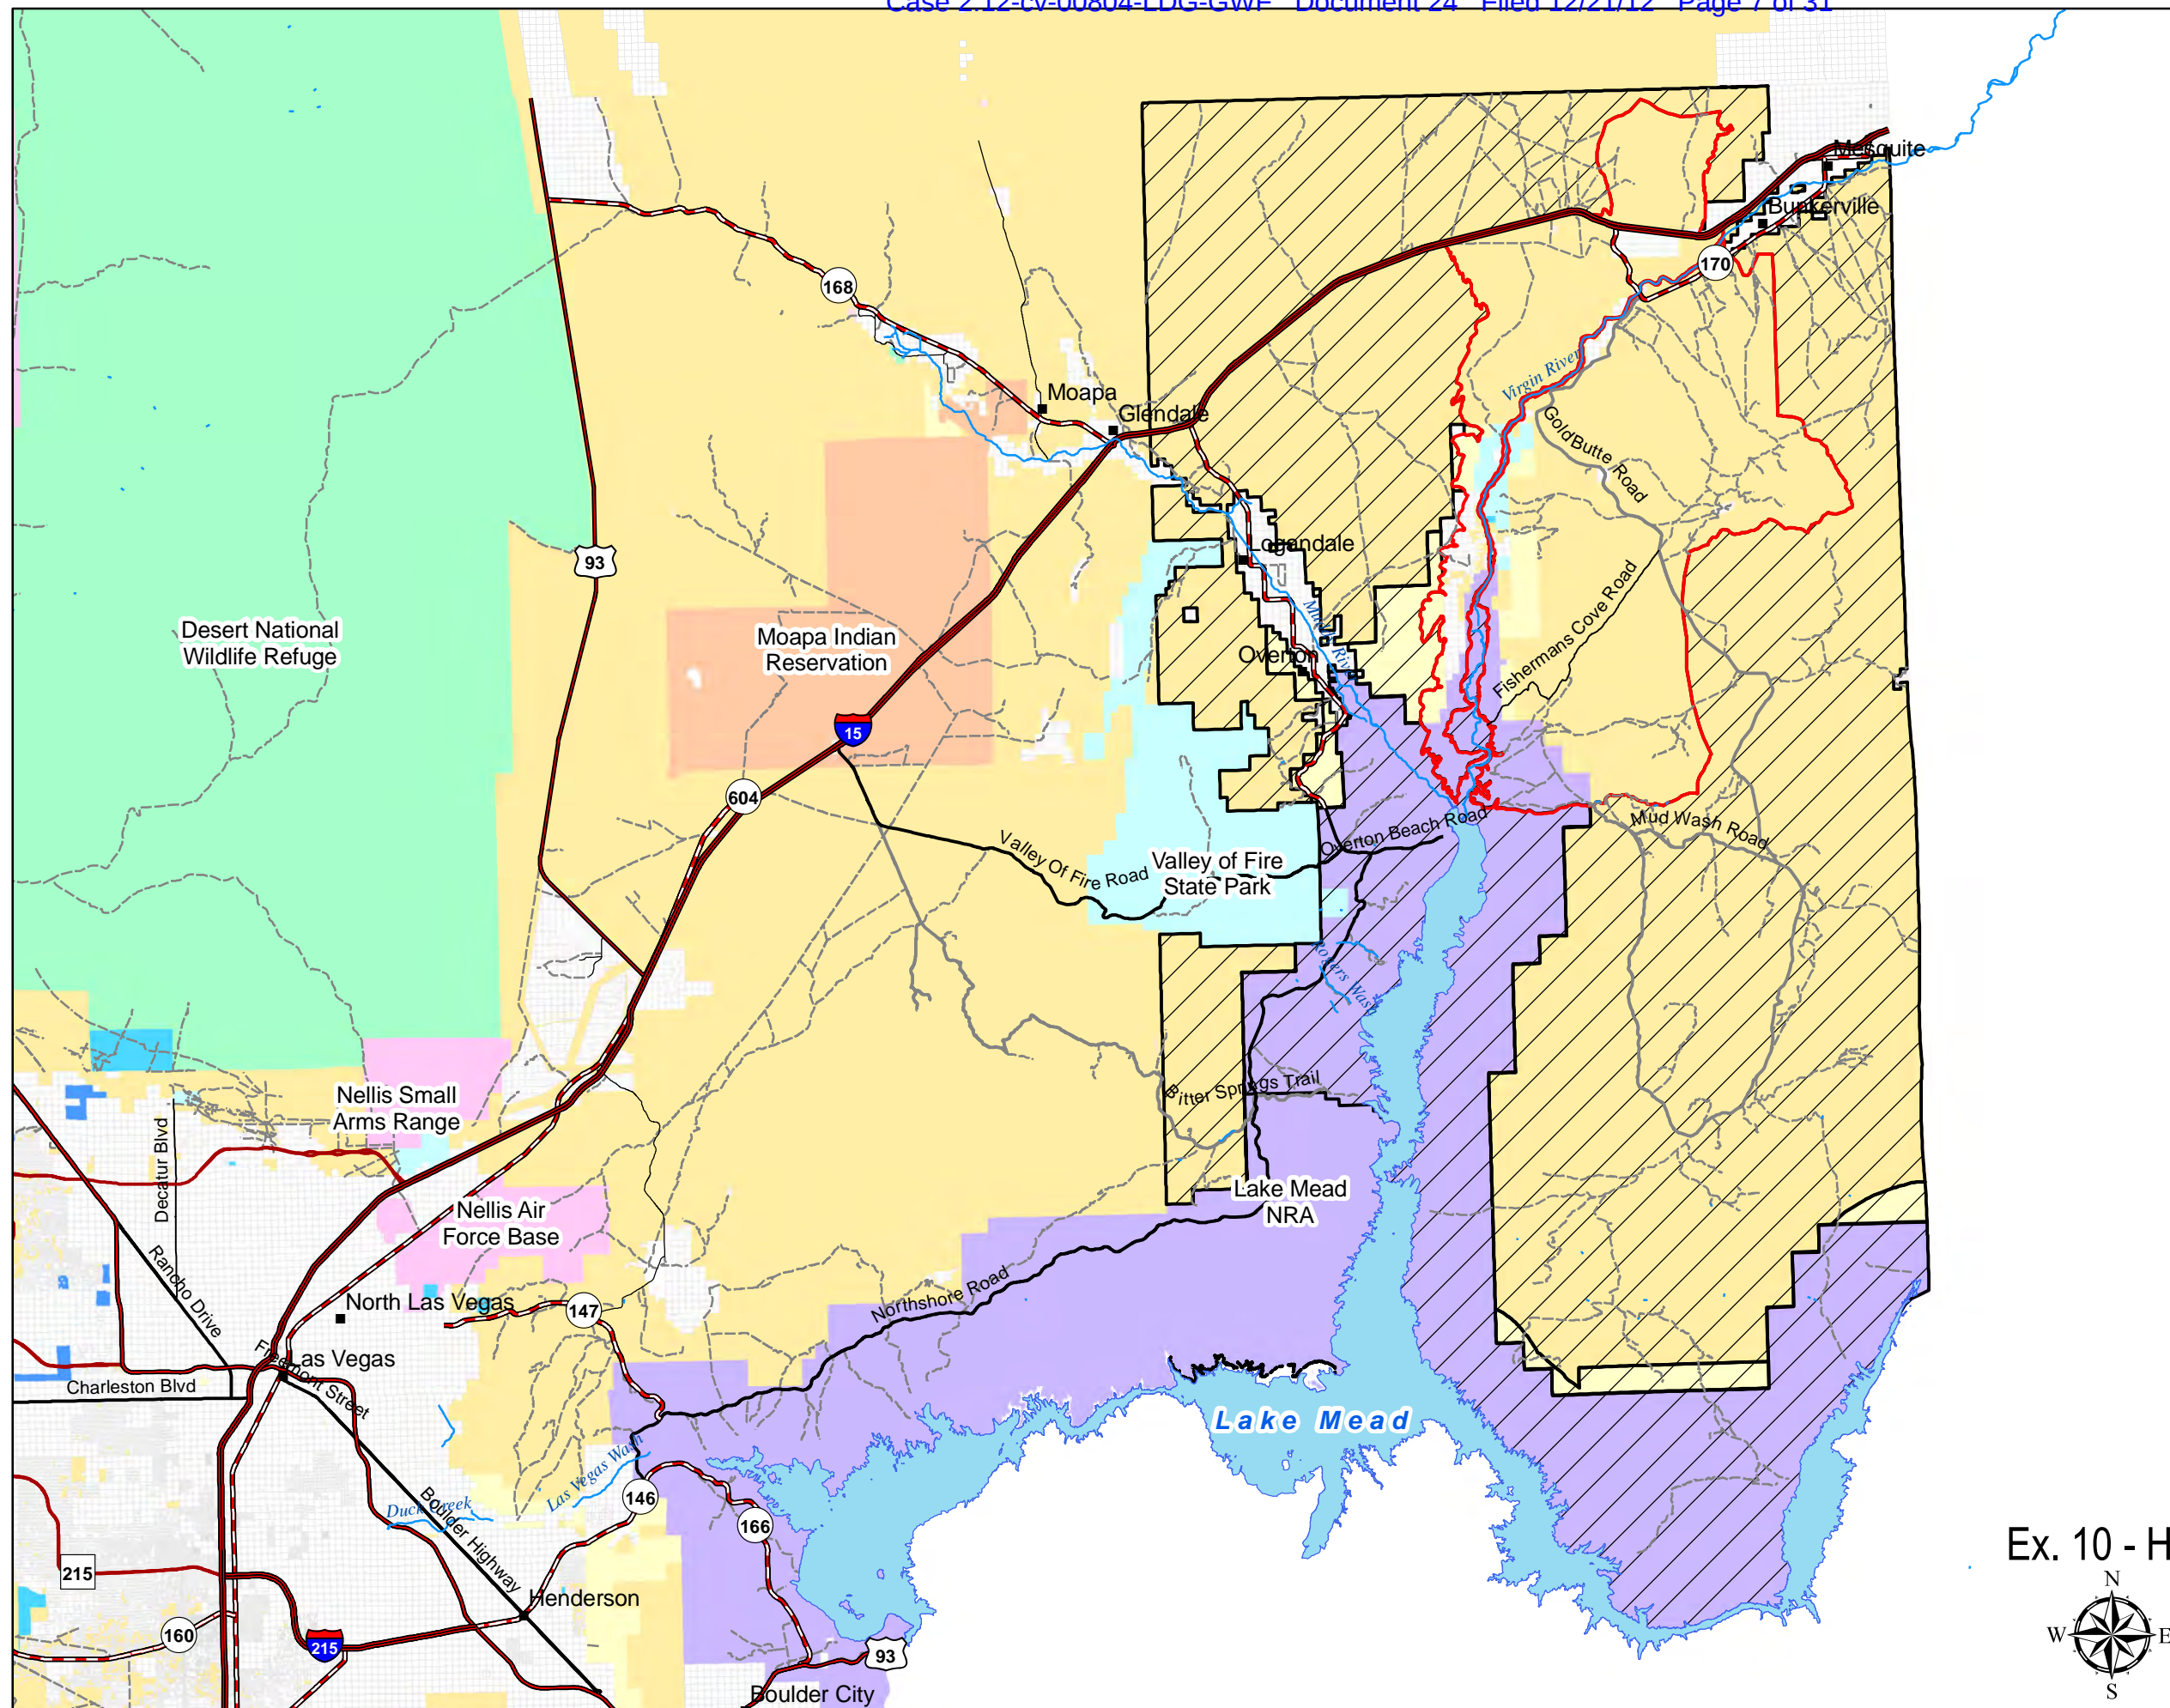 Case 2:12-cv-00804-LDG-GWF Document 24 Filed 12/21/12 Page 7 of 31
Mesquite
Bunkerville
170
168
Virgin River
Moapa
Glendale
GoldButte Road
93
Logandale
Fishermans Cove Road
Muddy River
Desert National
Wildlife Refuge
Moapa Indian
Reservation
Overton
15
604
Mud Wash Road
Overton Beach Road
Valley Of Fire Road
Valley of Fire
State Park
Rogers Wash
Bitter Springs Trail
Nellis Small
Arms Range
Decatur Blvd
Lake Mead
NRA
Nellis Air
Force Base
Rancho Drive
Northshore Road
North Las Vegas
147
Las Vegas
Fremont Street
Charleston Blvd
Lake Mead
Las Vegas Wash
146
Duck Creek
Boulder Highway
166
Ex. 10 - H
N
W
E
S
215
Henderson
160
215
93
Boulder City